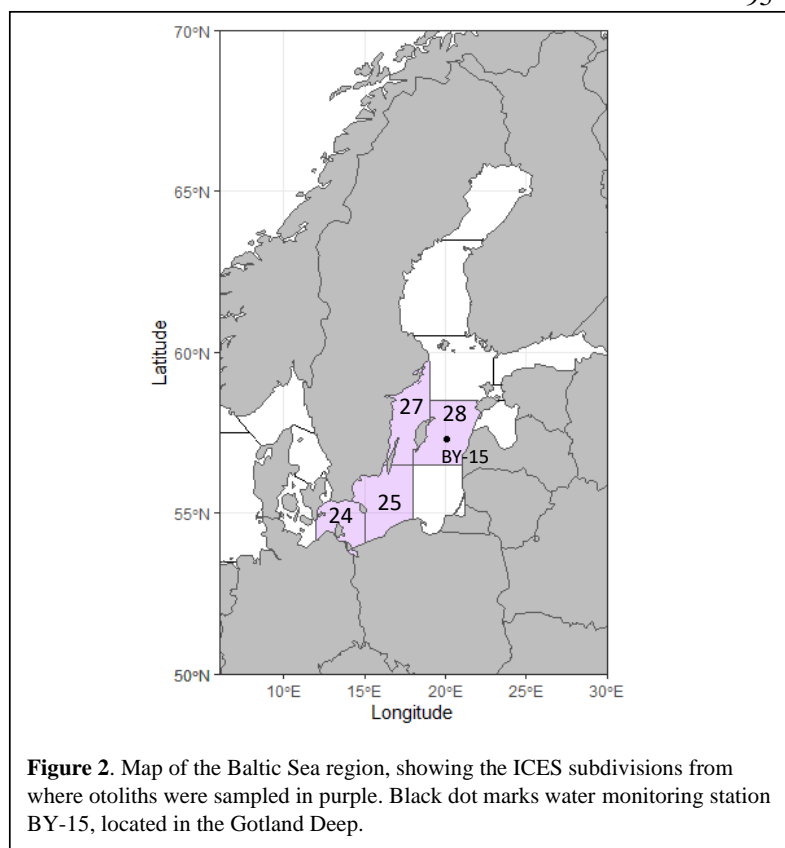 70°N
65°N
60°N
55°N
50°N
Latitude
27
28
BY-15
25
24
10°E 15°E 20°E 25°E 30°E
Longitude
Figure 2. Map of the Baltic Sea region, showing the ICES subdivisions from
where otoliths were sampled in purple. Black dot marks water monitoring station
BY-15, located in the Gotland Deep.